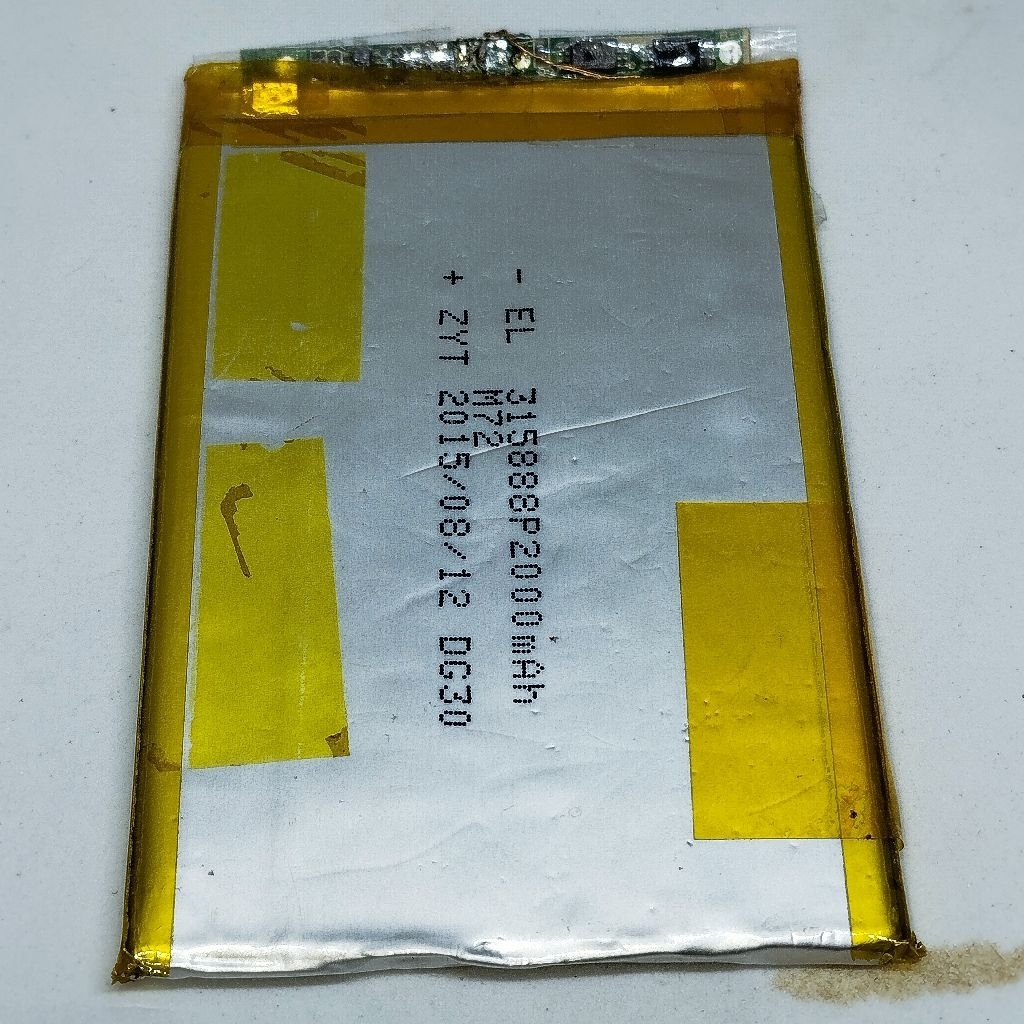 - EL 315888P2000mAh
M72
+ ZYT 2015/08/12 DG30